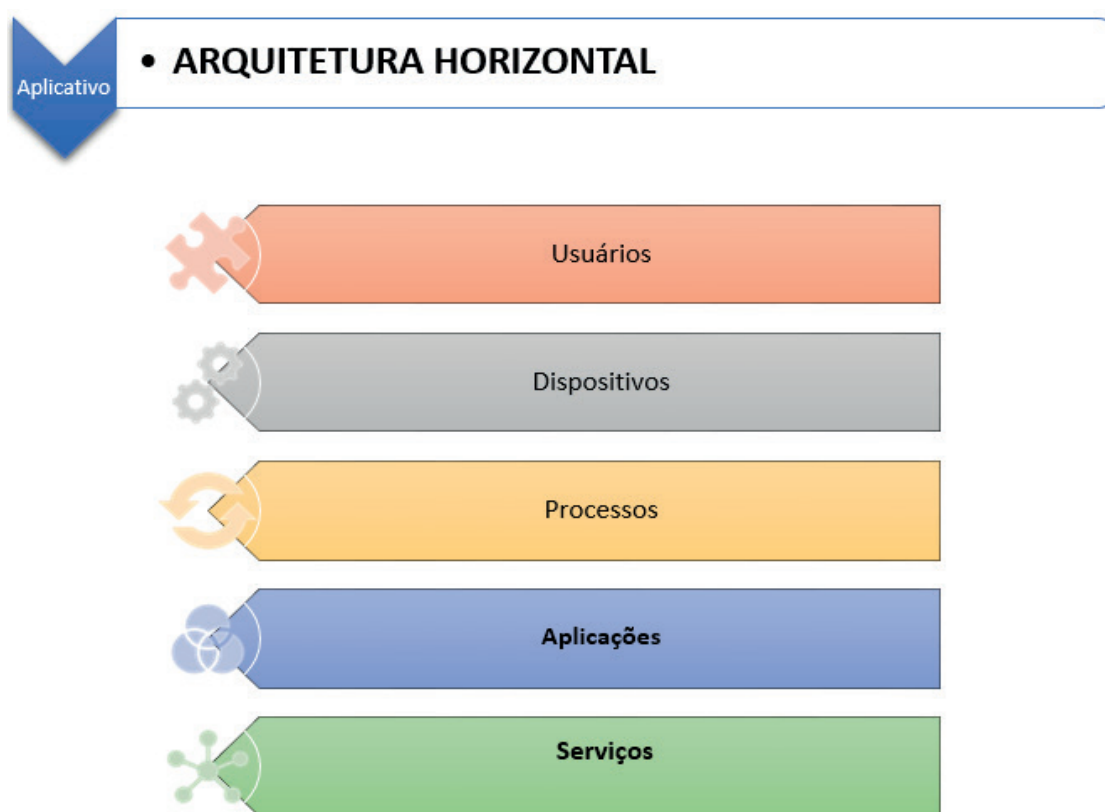 Aplicativo
• ARQUITETURA HORIZONTAL
Usuários
Dispositivos
Processos
Aplicações
Serviços